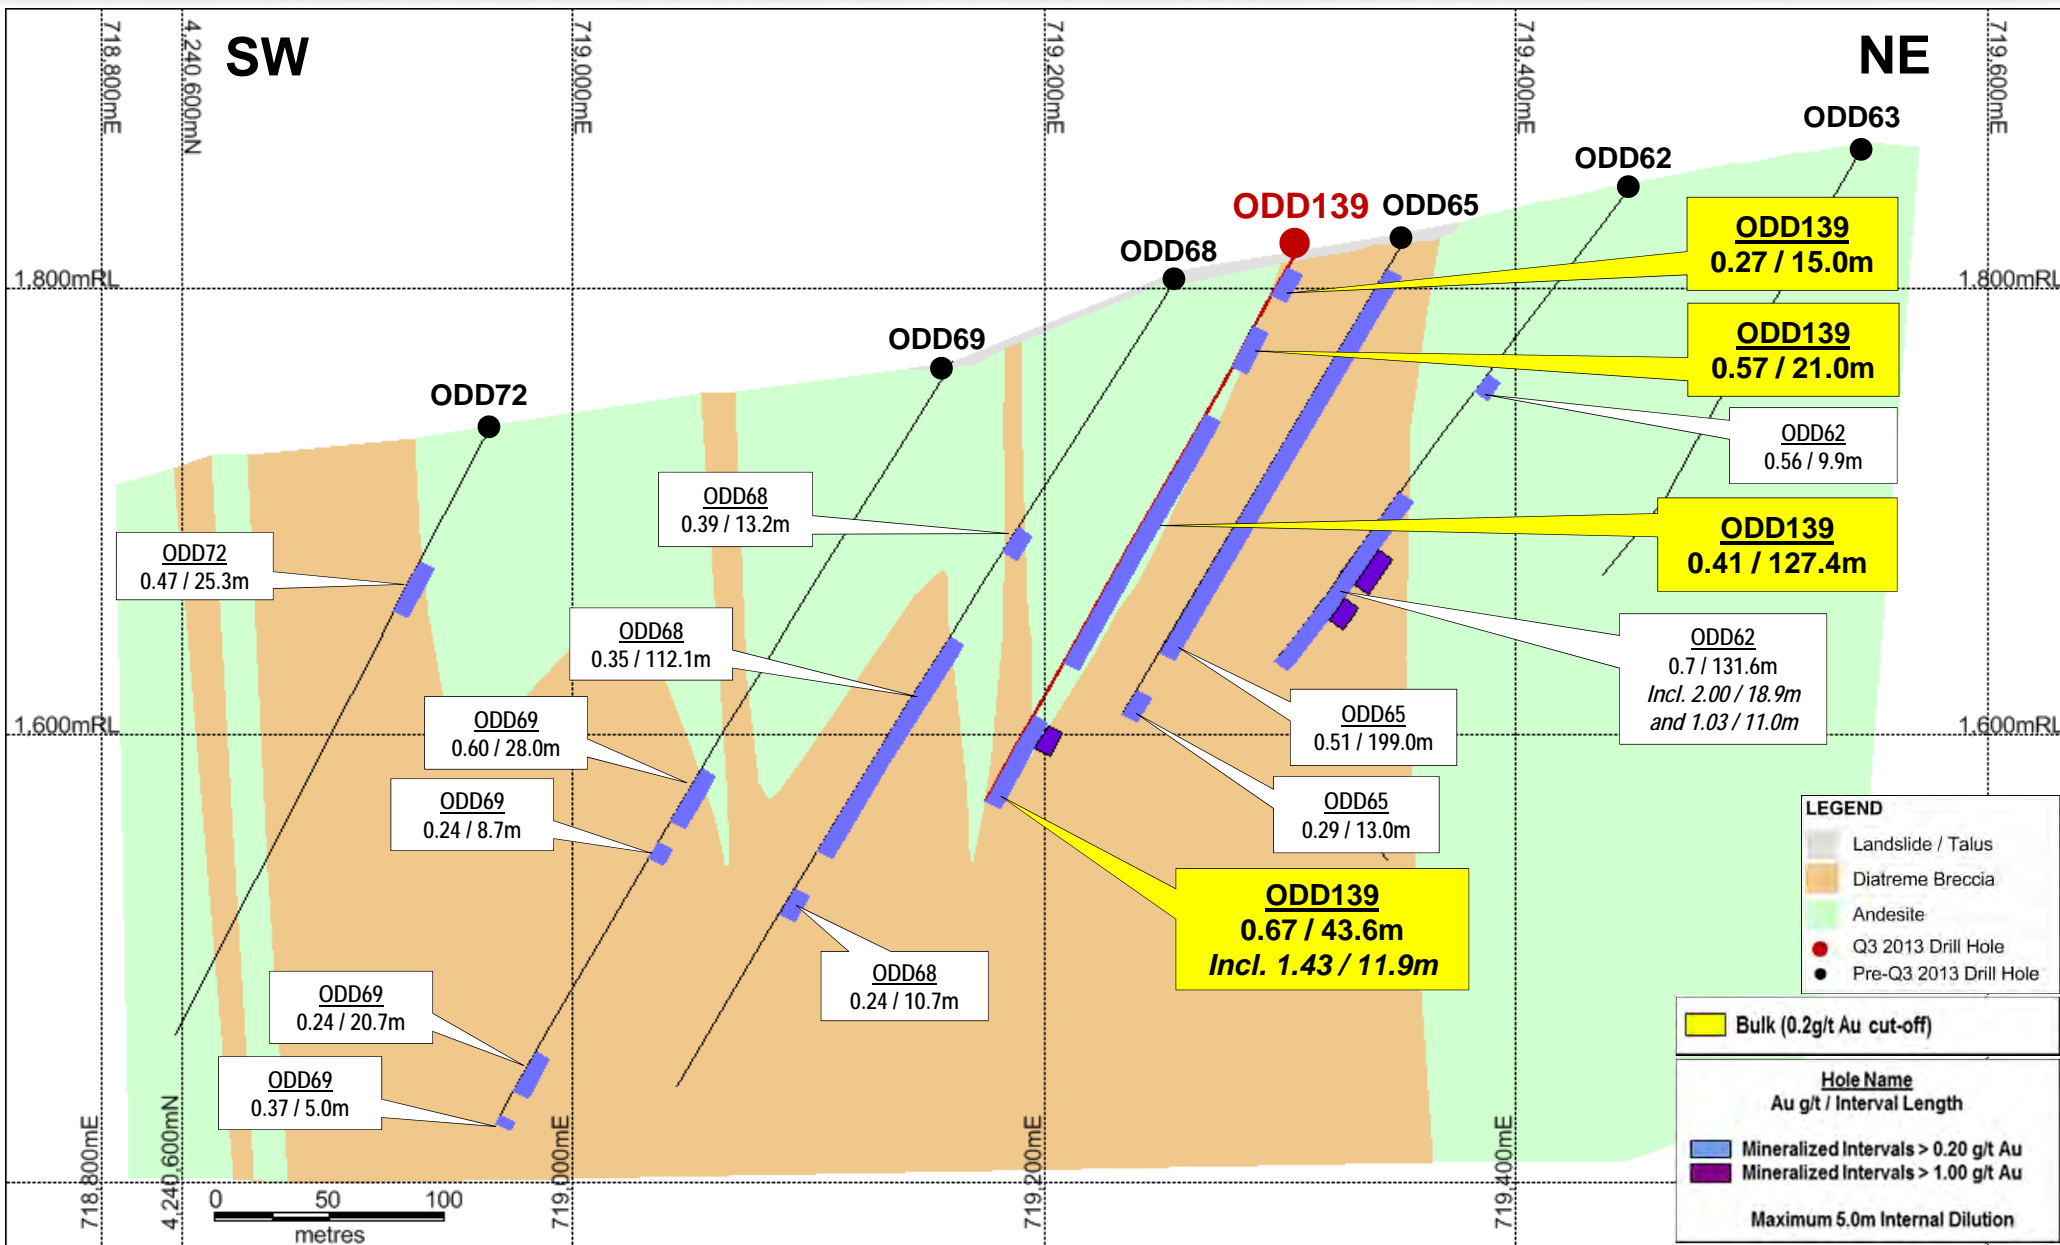 718,800mE
4,240,600mN
SW
719,000mE
719,200mE
719,400mE
NE
719,600mE
ODD63
ODD62
ODD139
ODD65
ODD68
ODD139
0.27 / 15.0m
1,800mRL
1,800mRL
ODD69
ODD139
0.57 / 21.0m
ODD72
ODD62
0.56 / 9.9m
ODD68
0.39 / 13.2m
ODD139
0.41 / 127.4m
ODD72
0.47 / 25.3m
ODD68
0.35 / 112.1m
ODD62
0.7 / 131.6m
Incl. 2.00 / 18.9m
and 1.03 / 11.0m
ODD69
0.60 / 28.0m
ODD65
0.51 / 199.0m
1,600mRL
1,600mRL
ODD69
0.24 / 8.7m
ODD65
0.29 / 13.0m
LEGEND
Landslide / Talus
Diatreme Breccia
Andesite
Q3 2013 Drill Hole
Pre-Q3 2013 Drill Hole
ODD139
0.67 / 43.6m
Incl. 1.43 / 11.9m
ODD68
0.24 / 10.7m
ODD69
0.24 / 20.7m
ODD69
0.37 / 5.0m
Bulk (0.2g/t Au cut-off)
Hole Name
Au g/t / Interval Length
Mineralized Intervals > 0.20 g/t Au
Mineralized Intervals > 1.00 g/t Au
Maximum 5.0m Internal Dilution
718,800mE
4,240,600mN
719,000mE
719,200mE
719,400mE
0 50 100
metres